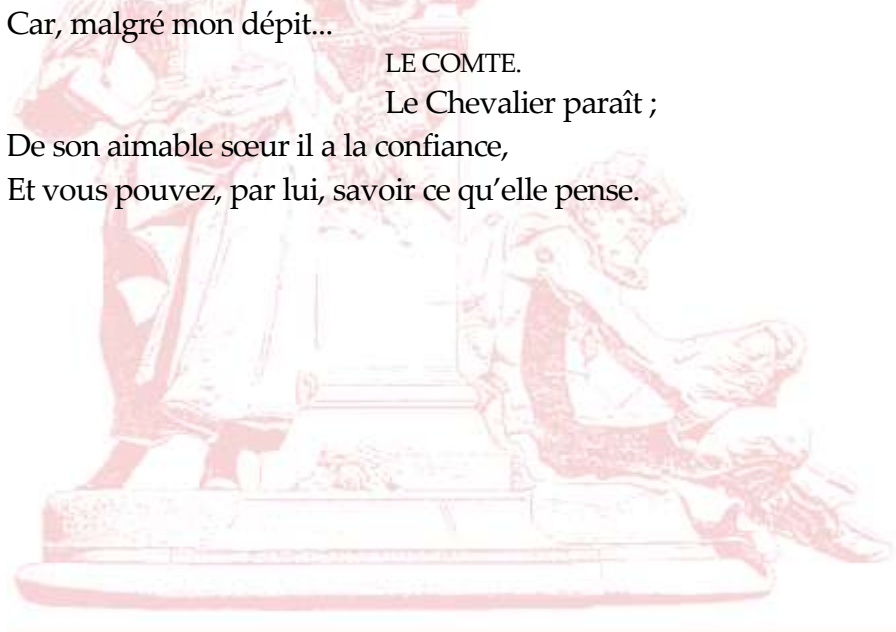 Car, malgré mon dépit...
LE COMTE.
Le Chevalier paraît ;
De son aimable sœur il a la confiance,
Et vous pouvez, par lui, savoir ce qu’elle pense.